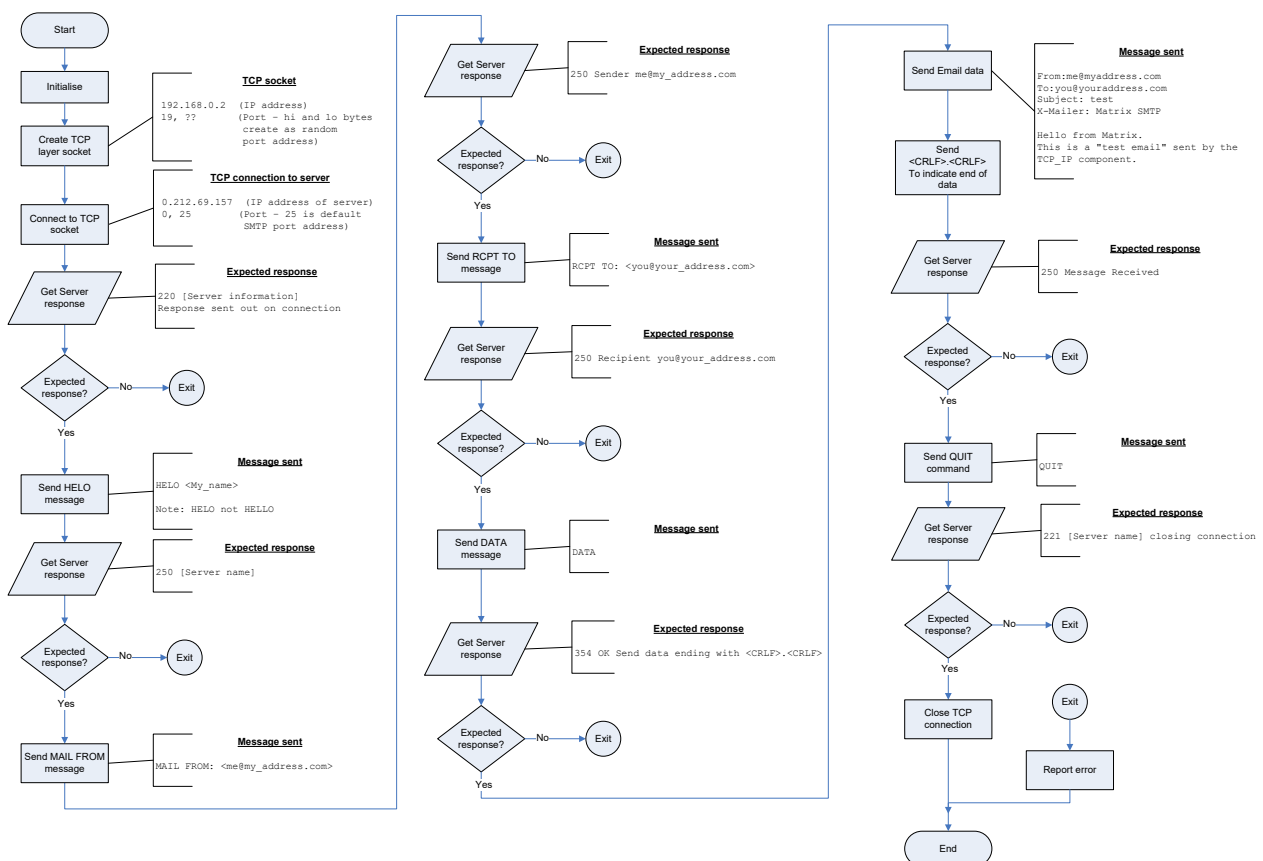 Start
Initialise
TCP socket
192.168.0.2 (IP address)
19, ?? (Port - hi and lo bytes
create as random
port address)
Create TCP
layer socket
TCP connection to server
0.212.69.157 (IP address of server)
0, 25 (Port - 25 is default
SMTP port address)
Connect to TCP
socket
Expected response
Get Server
response
220 [Server information]
Response sent out on connection
Expected
response?
No
Exit
Yes
Message sent
Send HELO
message
HELO <My_name>
Note: HELO not HELLO
Expected response
Get Server
response
250 [Server name]
Expected
response?
No
Exit
Yes
Message sent
Send MAIL FROM
message
MAIL FROM: <me@my_address.com>
Expected response
Get Server
response
250 Sender me@my_address.com
Expected
response?
No
Exit
Yes
Message sent
Send RCPT TO
message
RCPT TO: <you@your_address.com>
Expected response
Get Server
response
250 Recipient you@your_address.com
Expected
response?
No
Exit
Yes
Message sent
Send DATA
message
DATA
Expected response
Get Server
response
354 OK Send data ending with <CRLF>.<CRLF>
Expected
response?
No
Exit
Yes
Message sent
Send Email data
From:me@myaddress.com
To:you@youraddress.com
Subject: test
X-Mailer: Matrix SMTP
Hello from Matrix.
This is a "test email" sent by the
TCP_IP component.
Send
<CRLF>.<CRLF>
To indicate end of
data
Expected response
Get Server
response
250 Message Received
Expected
response?
No
Exit
Yes
Message sent
Send QUIT
command
QUIT
Expected response
Get Server
response
221 [Server name] closing connection
Expected
response?
No
Exit
Yes
Close TCP
connection
Exit
Report error
End